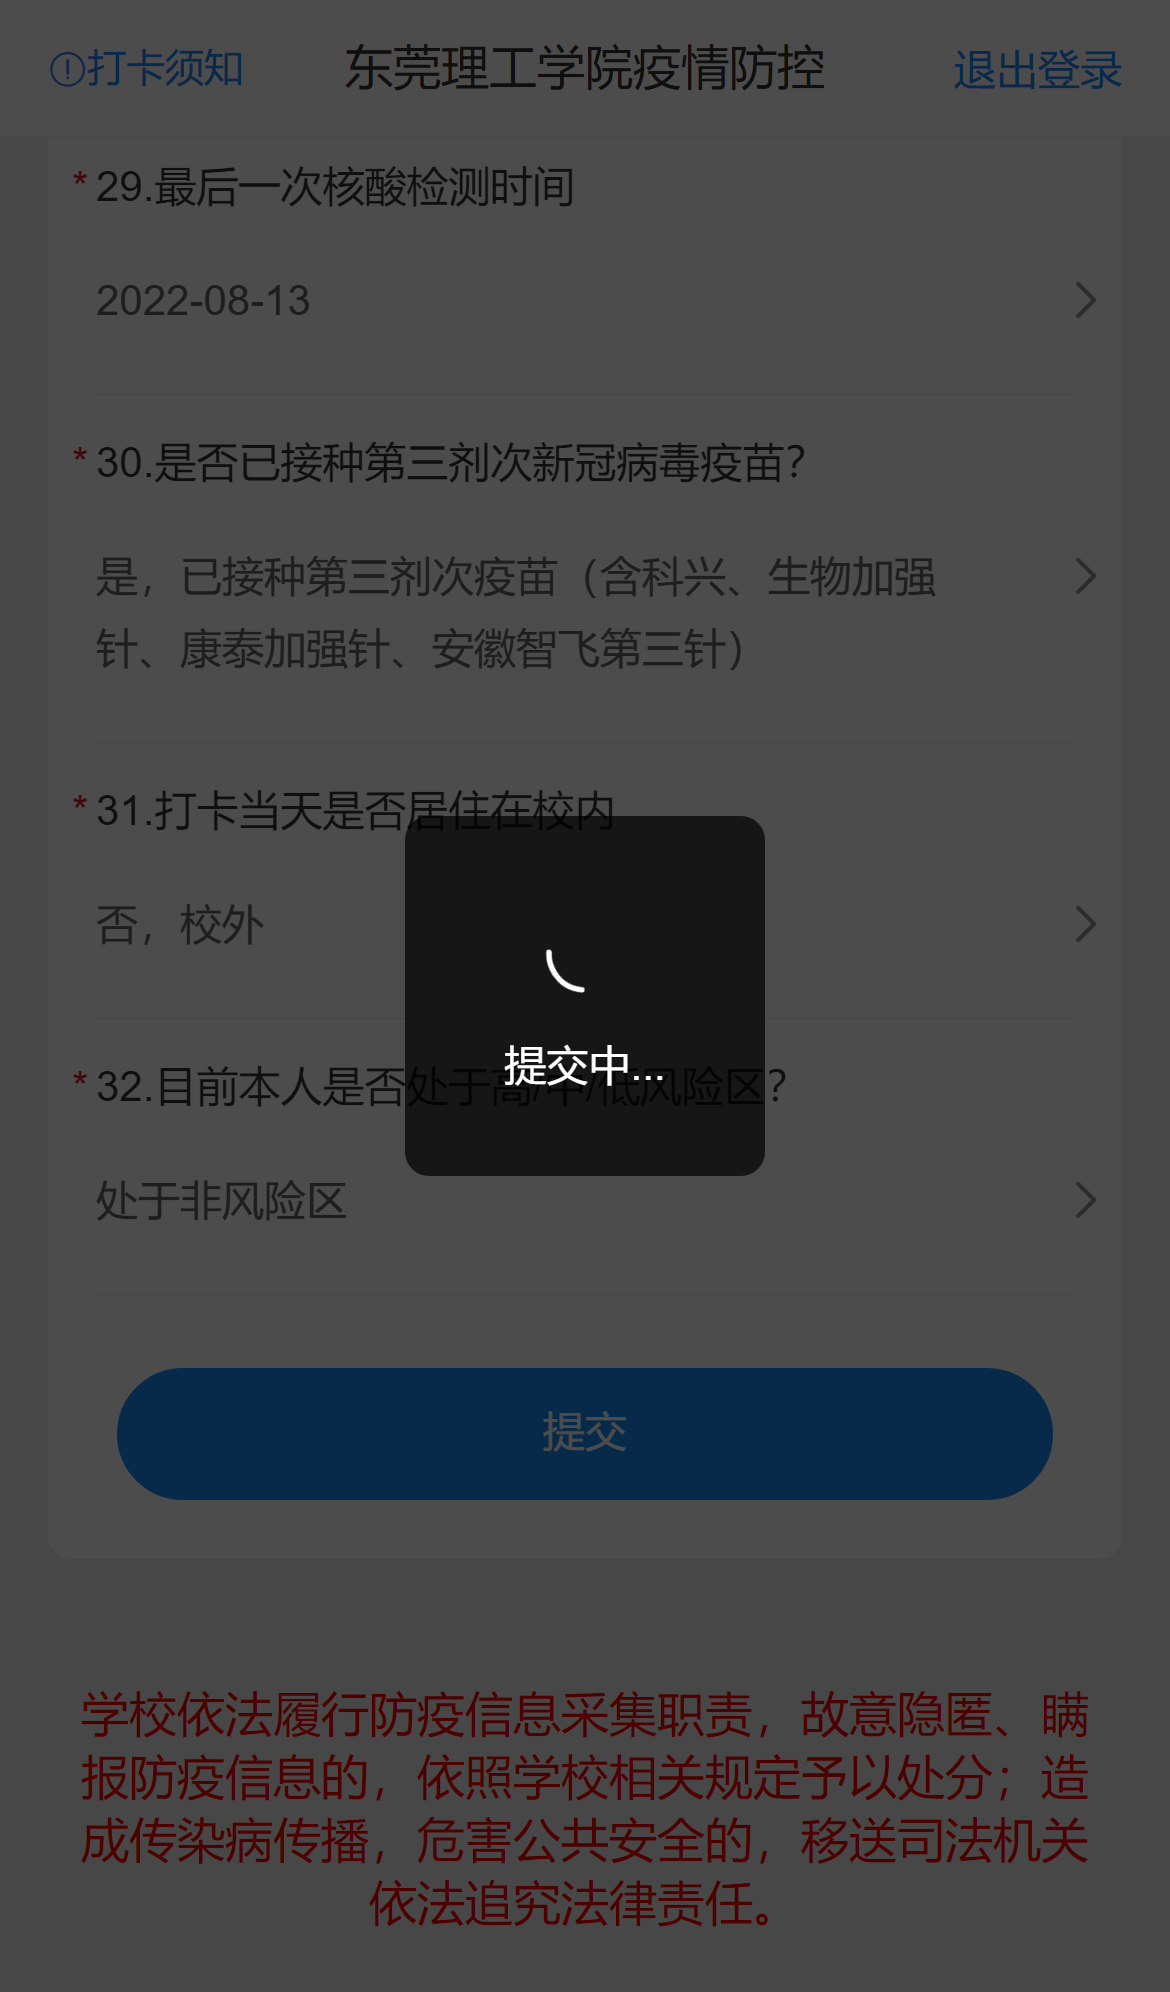 打卡须知 东莞理工学院疫情防控 退出登录
* 29.最后一次核酸检测时间
2022-08-13
* 30.是否已接种第三剂次新冠病毒疫苗?
是，已接种第三剂次疫苗（含科兴、生物加强
针、康泰加强针、安徽智飞第三针）
* 31.打卡当天是否居住在校内
否，校外
提交中...
* 32.目前本人是否处于高/中/低风险区?
处于非风险区
提交
学校依法履行防疫信息采集职责，故意隐匿、瞒
报防疫信息的，依照学校相关规定予以处分；造
成传染病传播，危害公共安全的，移送司法机关
依法追究法律责任。